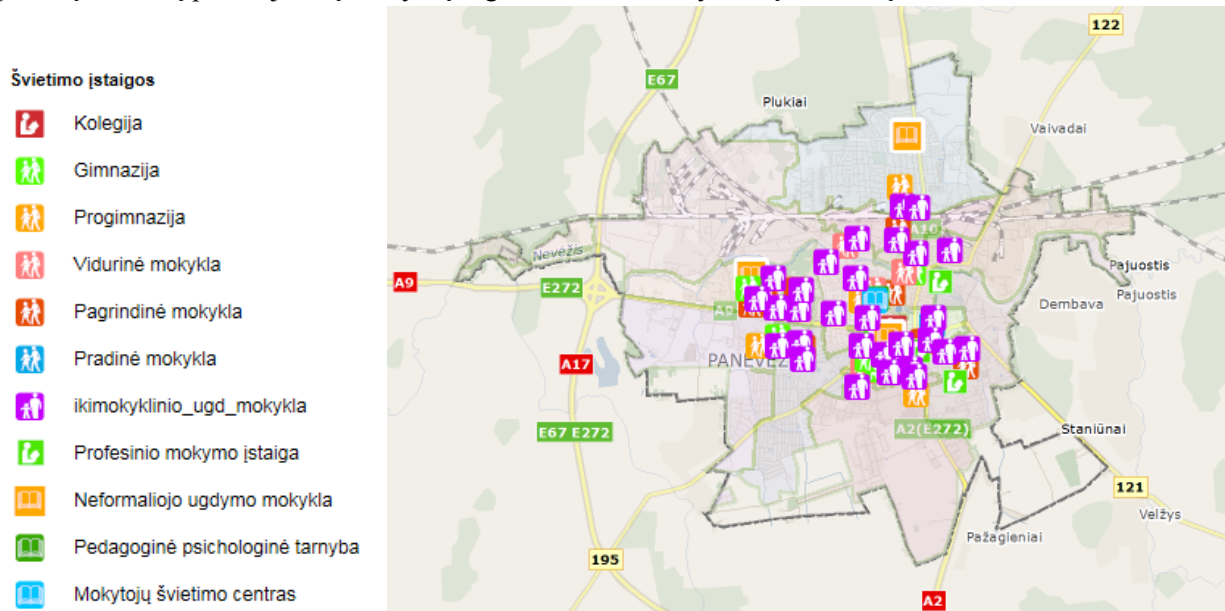 Švietimo įstaigos
Kolegija
Gimnazija
Progimnazija
Vidurinė mokykla
Pagrindinė mokykla
Pradinė mokykla
ikimokyklinio_ugd_mokykla
Profesinio mokymo įstaiga
Neformaliojo ugdymo mokykla
Pedagoginė psichologinė tarnyba
Mokytojų švietimo centras
122
E67
Plukiai
Vaivadai
A10
Nevėžis
Pajuostis
A9
E272
Dembava
Pajuostis
A9
A17
PANEVĖŽ
E67 E272
A2(E272)
Staniūnai
121
Velžys
Pažagieniai
195
A2